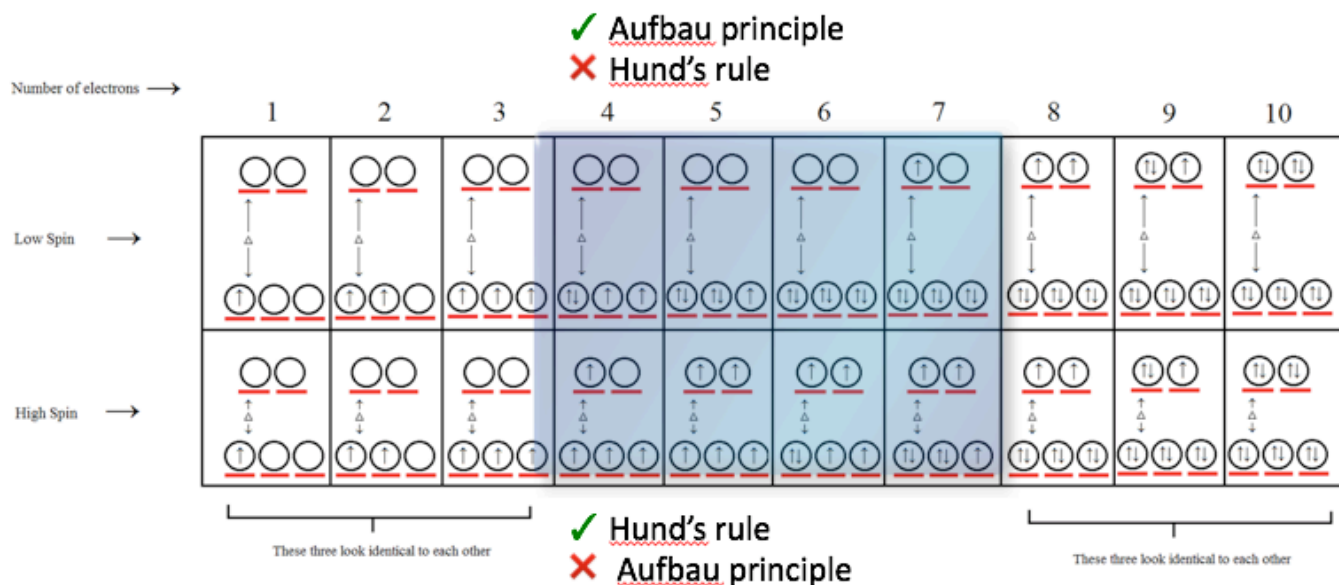 ✓ Aufbau principle
✗ Hund's rule
Number of electrons →
1 2 3 4 5 6 7 8 9 10
Low Spin →
△ △ △ △ △ △ △ △ △ △
High Spin →
△ △ △ △ △ △ △ △ △ △
These three look identical to each other
✓ Hund's rule
✗ Aufbau principle
These three look identical to each other